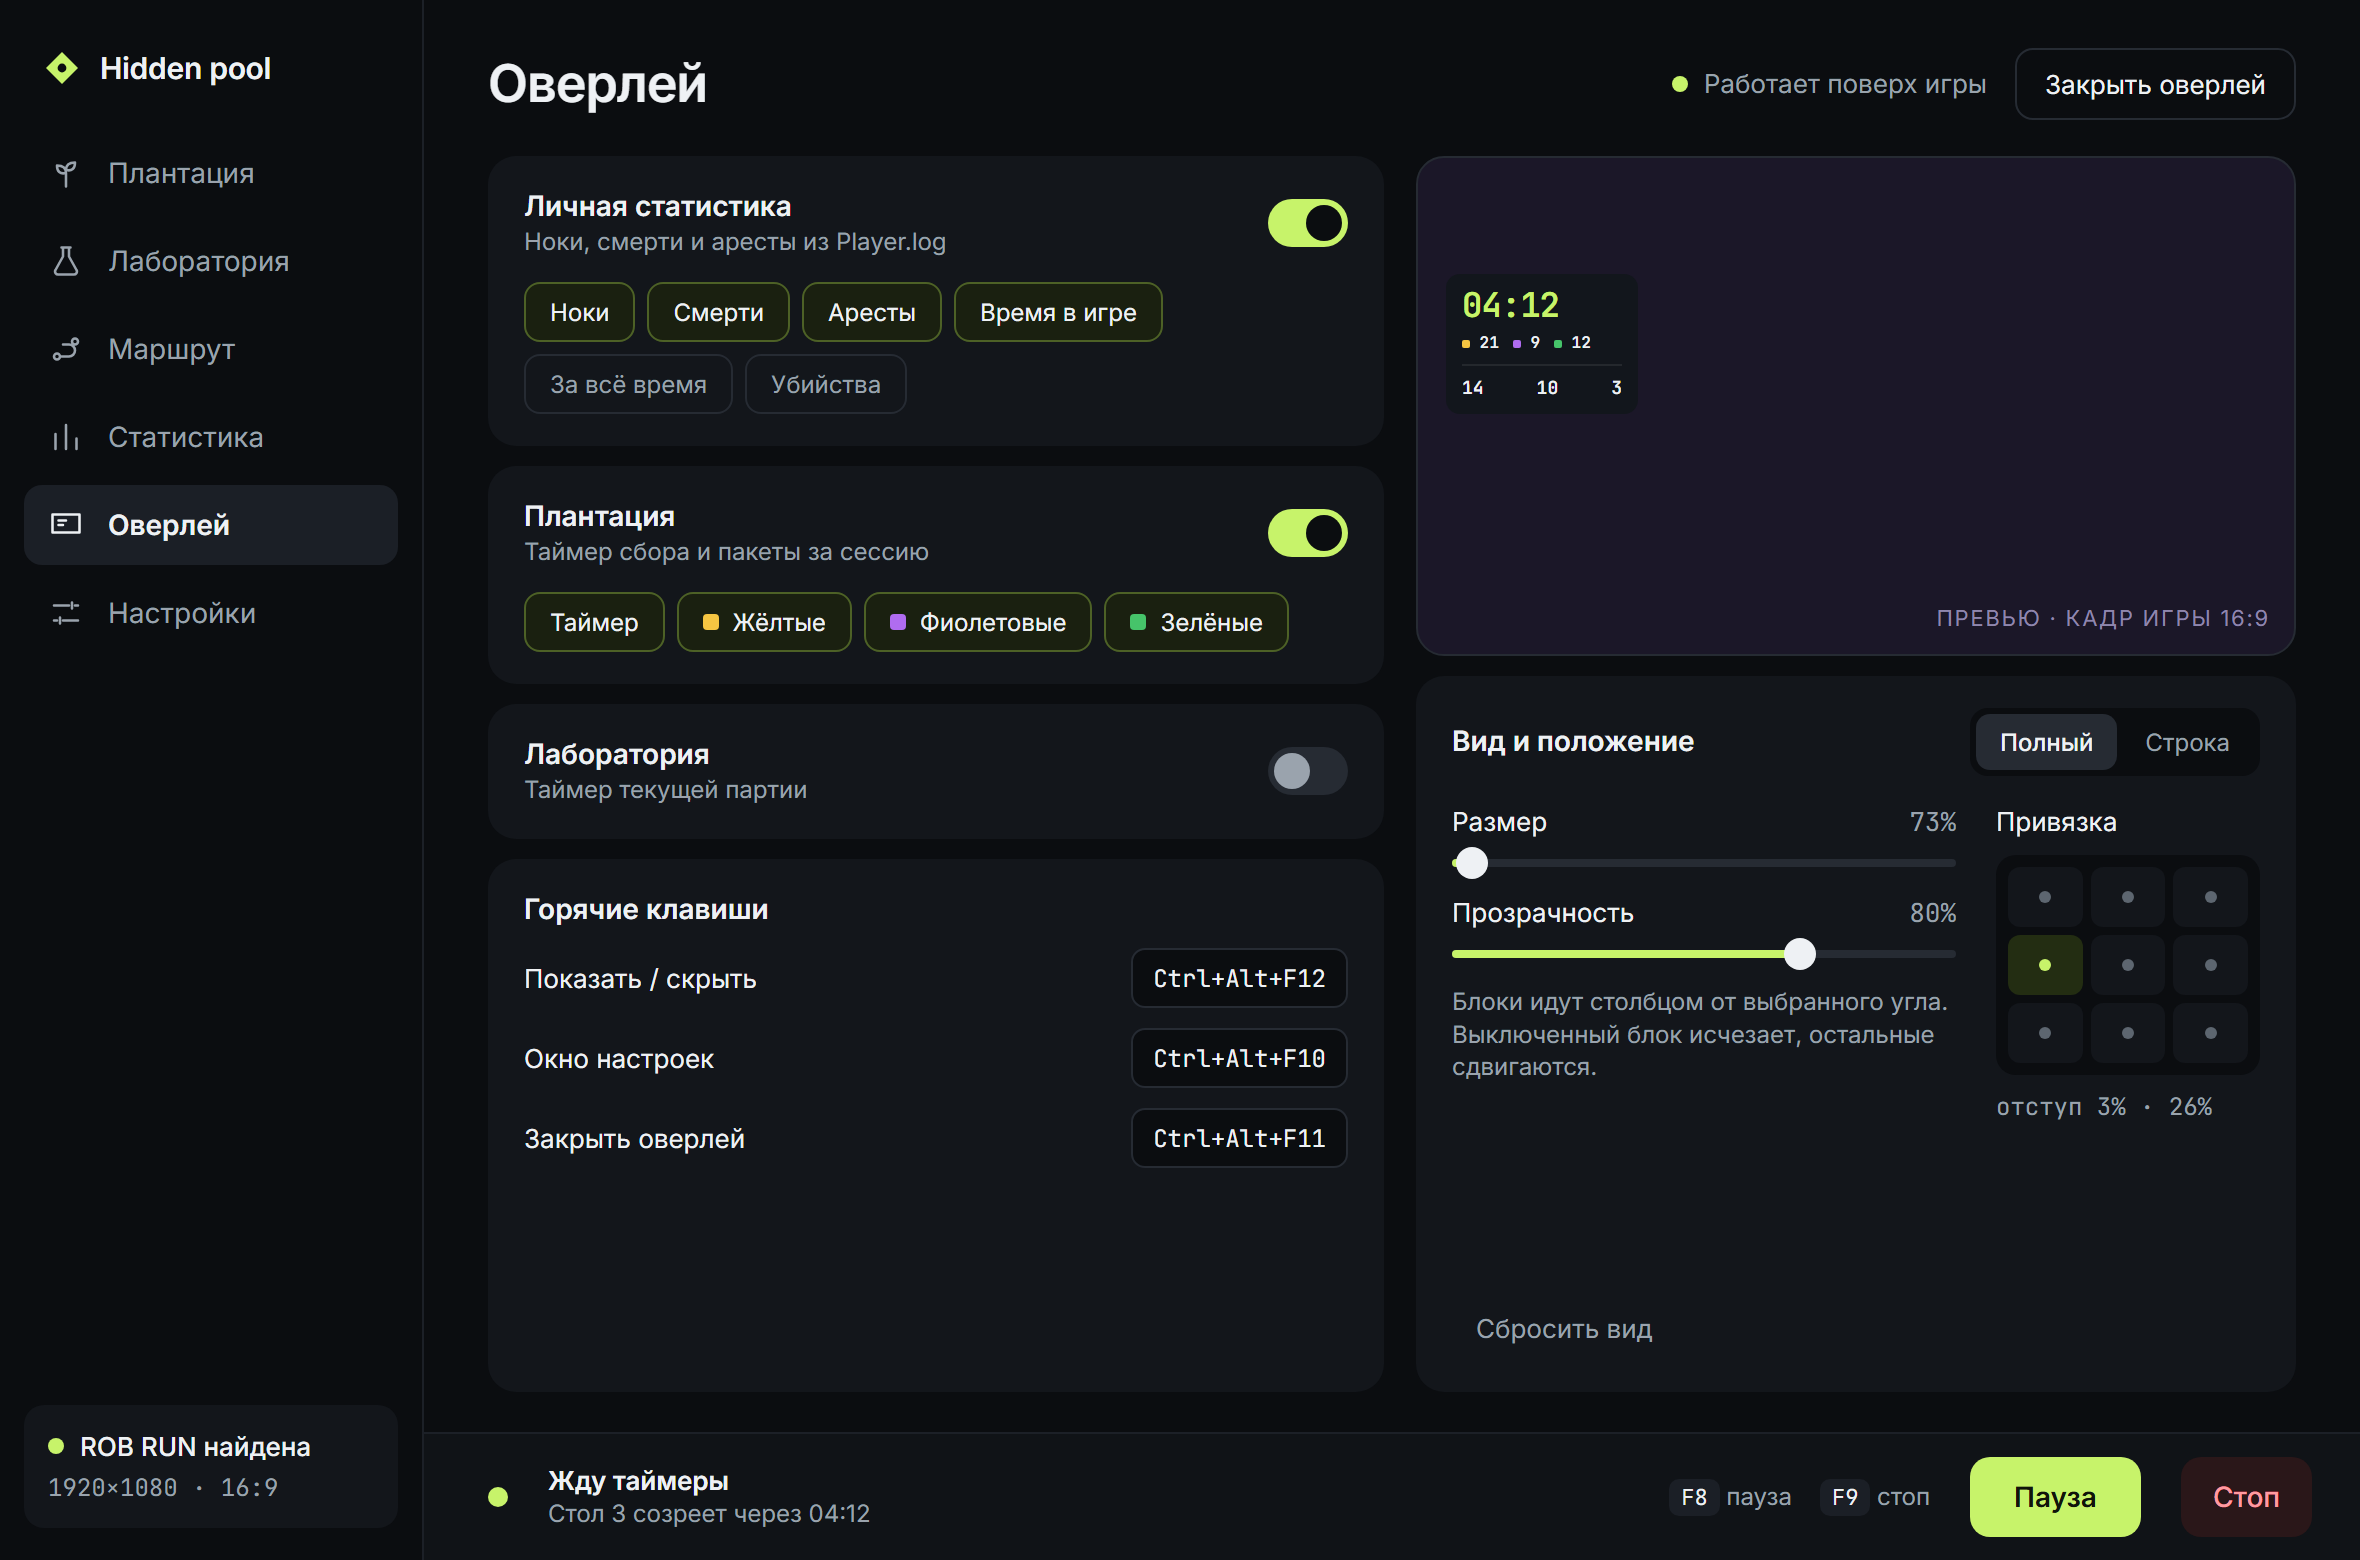 Hidden pool
Плантация
Лаборатория
Маршрут
Статистика
Оверлей
Настройки
ROB RUN найдена
1920×1080 · 16:9
Оверлей
Работает поверх игры
Закрыть оверлей
Личная статистика
Ноки, смерти и аресты из Player.log
Ноки Смерти Аресты Время в игре
За всё время Убийства
Плантация
Таймер сбора и пакеты за сессию
Таймер Жёлтые Фиолетовые Зелёные
Лаборатория
Таймер текущей партии
Горячие клавиши
Показать / скрыть Ctrl+Alt+F12
Окно настроек Ctrl+Alt+F10
Закрыть оверлей Ctrl+Alt+F11
04:12
21 9 12
14 10 3
ПРЕВЬЮ · КАДР ИГРЫ 16:9
Вид и положение
Полный Строка
Размер 73%
Прозрачность 80%
Блоки идут столбцом от выбранного угла.
Выключенный блок исчезает, остальные
сдвигаются.
Привязка
отступ 3% · 26%
Сбросить вид
Жду таймеры
Стол 3 созреет через 04:12
F8 пауза F9 стоп
Пауза
Стоп